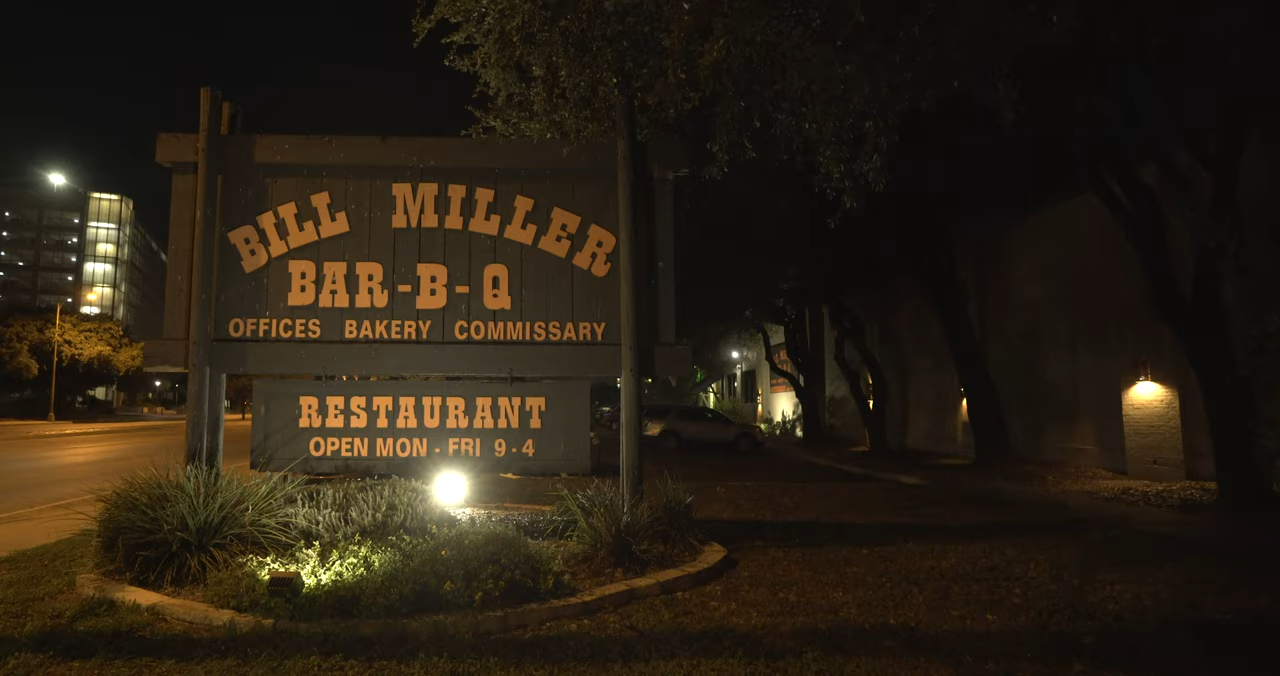 BILL MILLER
BAR-B-Q
OFFICES BAKERY COMMISSARY
RESTAURANT
OPEN MON - FRI 9-4